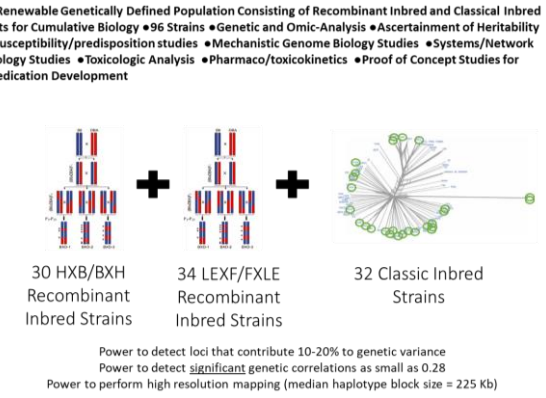 Renewable Genetically Defined Population Consisting of Recombinant Inbred and Classical Inbred
ts for Cumulative Biology ●96 Strains ●Genetic and Omic-Analysis ●Ascertainment of Heritability
usceptibility/predisposition studies ●Mechanistic Genome Biology Studies ●Systems/Network
ology Studies ●Toxicologic Analysis ●Pharmaco/toxicokinetics ●Proof of Concept Studies for
edication Development
30 HXB/BXH
Recombinant
Inbred Strains
34 LEXF/FXLE
Recombinant
Inbred Strains
32 Classic Inbred
Strains
Power to detect loci that contribute 10-20% to genetic variance
Power to detect significant genetic correlations as small as 0.28
Power to perform high resolution mapping (median haplotype block size = 225 Kb)